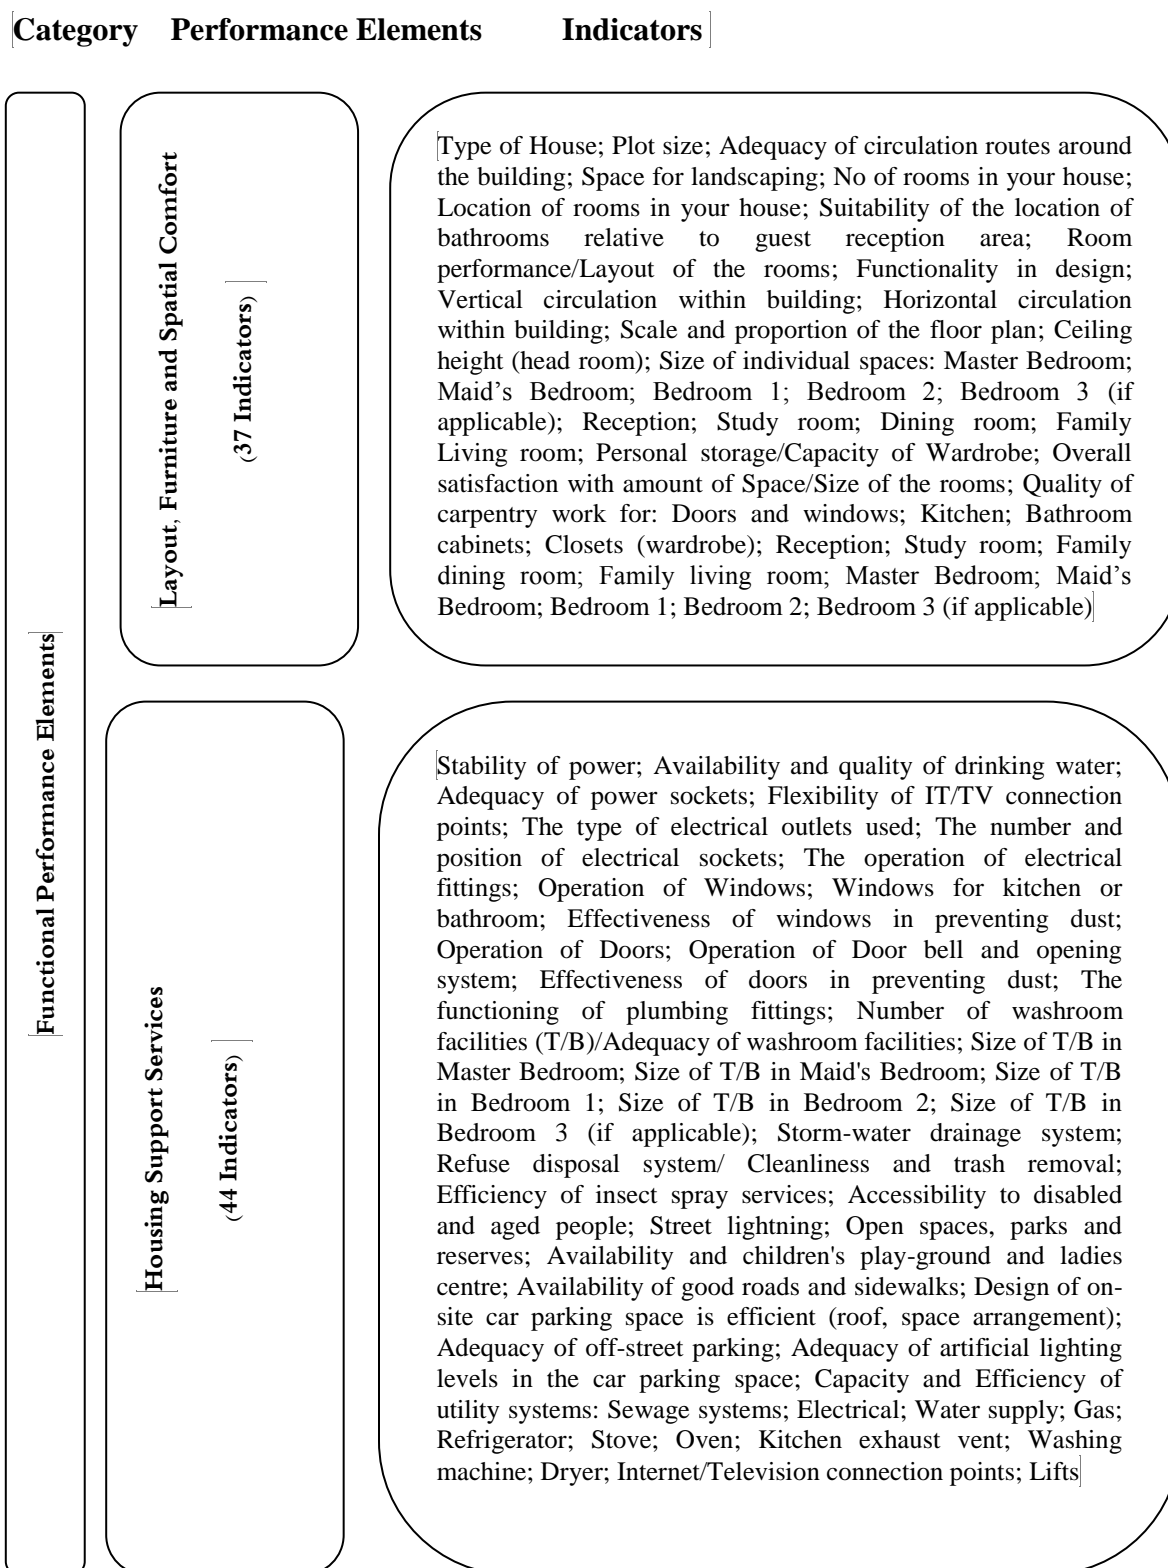 Category Performance Elements Indicators
Functional Performance Elements
Layout, Furniture and Spatial Comfort
(37 Indicators)
Type of House; Plot size; Adequacy of circulation routes around
the building; Space for landscaping; No of rooms in your house;
Location of rooms in your house; Suitability of the location of
bathrooms relative to guest reception area; Room
performance/Layout of the rooms; Functionality in design;
Vertical circulation within building; Horizontal circulation
within building; Scale and proportion of the floor plan; Ceiling
height (head room); Size of individual spaces: Master Bedroom;
Maid’s Bedroom; Bedroom 1; Bedroom 2; Bedroom 3 (if
applicable); Reception; Study room; Dining room; Family
Living room; Personal storage/Capacity of Wardrobe; Overall
satisfaction with amount of Space/Size of the rooms; Quality of
carpentry work for: Doors and windows; Kitchen; Bathroom
cabinets; Closets (wardrobe); Reception; Study room; Family
dining room; Family living room; Master Bedroom; Maid’s
Bedroom; Bedroom 1; Bedroom 2; Bedroom 3 (if applicable)
Housing Support Services
(44 Indicators)
Stability of power; Availability and quality of drinking water;
Adequacy of power sockets; Flexibility of IT/TV connection
points; The type of electrical outlets used; The number and
position of electrical sockets; The operation of electrical
fittings; Operation of Windows; Windows for kitchen or
bathroom; Effectiveness of windows in preventing dust;
Operation of Doors; Operation of Door bell and opening
system; Effectiveness of doors in preventing dust; The
functioning of plumbing fittings; Number of washroom
facilities (T/B)/Adequacy of washroom facilities; Size of T/B in
Master Bedroom; Size of T/B in Maid's Bedroom; Size of T/B
in Bedroom 1; Size of T/B in Bedroom 2; Size of T/B in
Bedroom 3 (if applicable); Storm-water drainage system;
Refuse disposal system/ Cleanliness and trash removal;
Efficiency of insect spray services; Accessibility to disabled
and aged people; Street lightning; Open spaces, parks and
reserves; Availability and children's play-ground and ladies
centre; Availability of good roads and sidewalks; Design of on-
site car parking space is efficient (roof, space arrangement);
Adequacy of off-street parking; Adequacy of artificial lighting
levels in the car parking space; Capacity and Efficiency of
utility systems: Sewage systems; Electrical; Water supply; Gas;
Refrigerator; Stove; Oven; Kitchen exhaust vent; Washing
machine; Dryer; Internet/Television connection points; Lifts